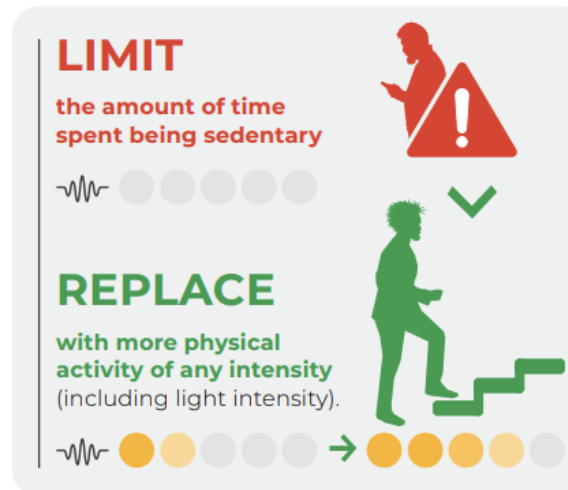 LIMIT
the amount of time
spent being sedentary
!
REPLACE
with more physical
activity of any intensity
(including light intensity).